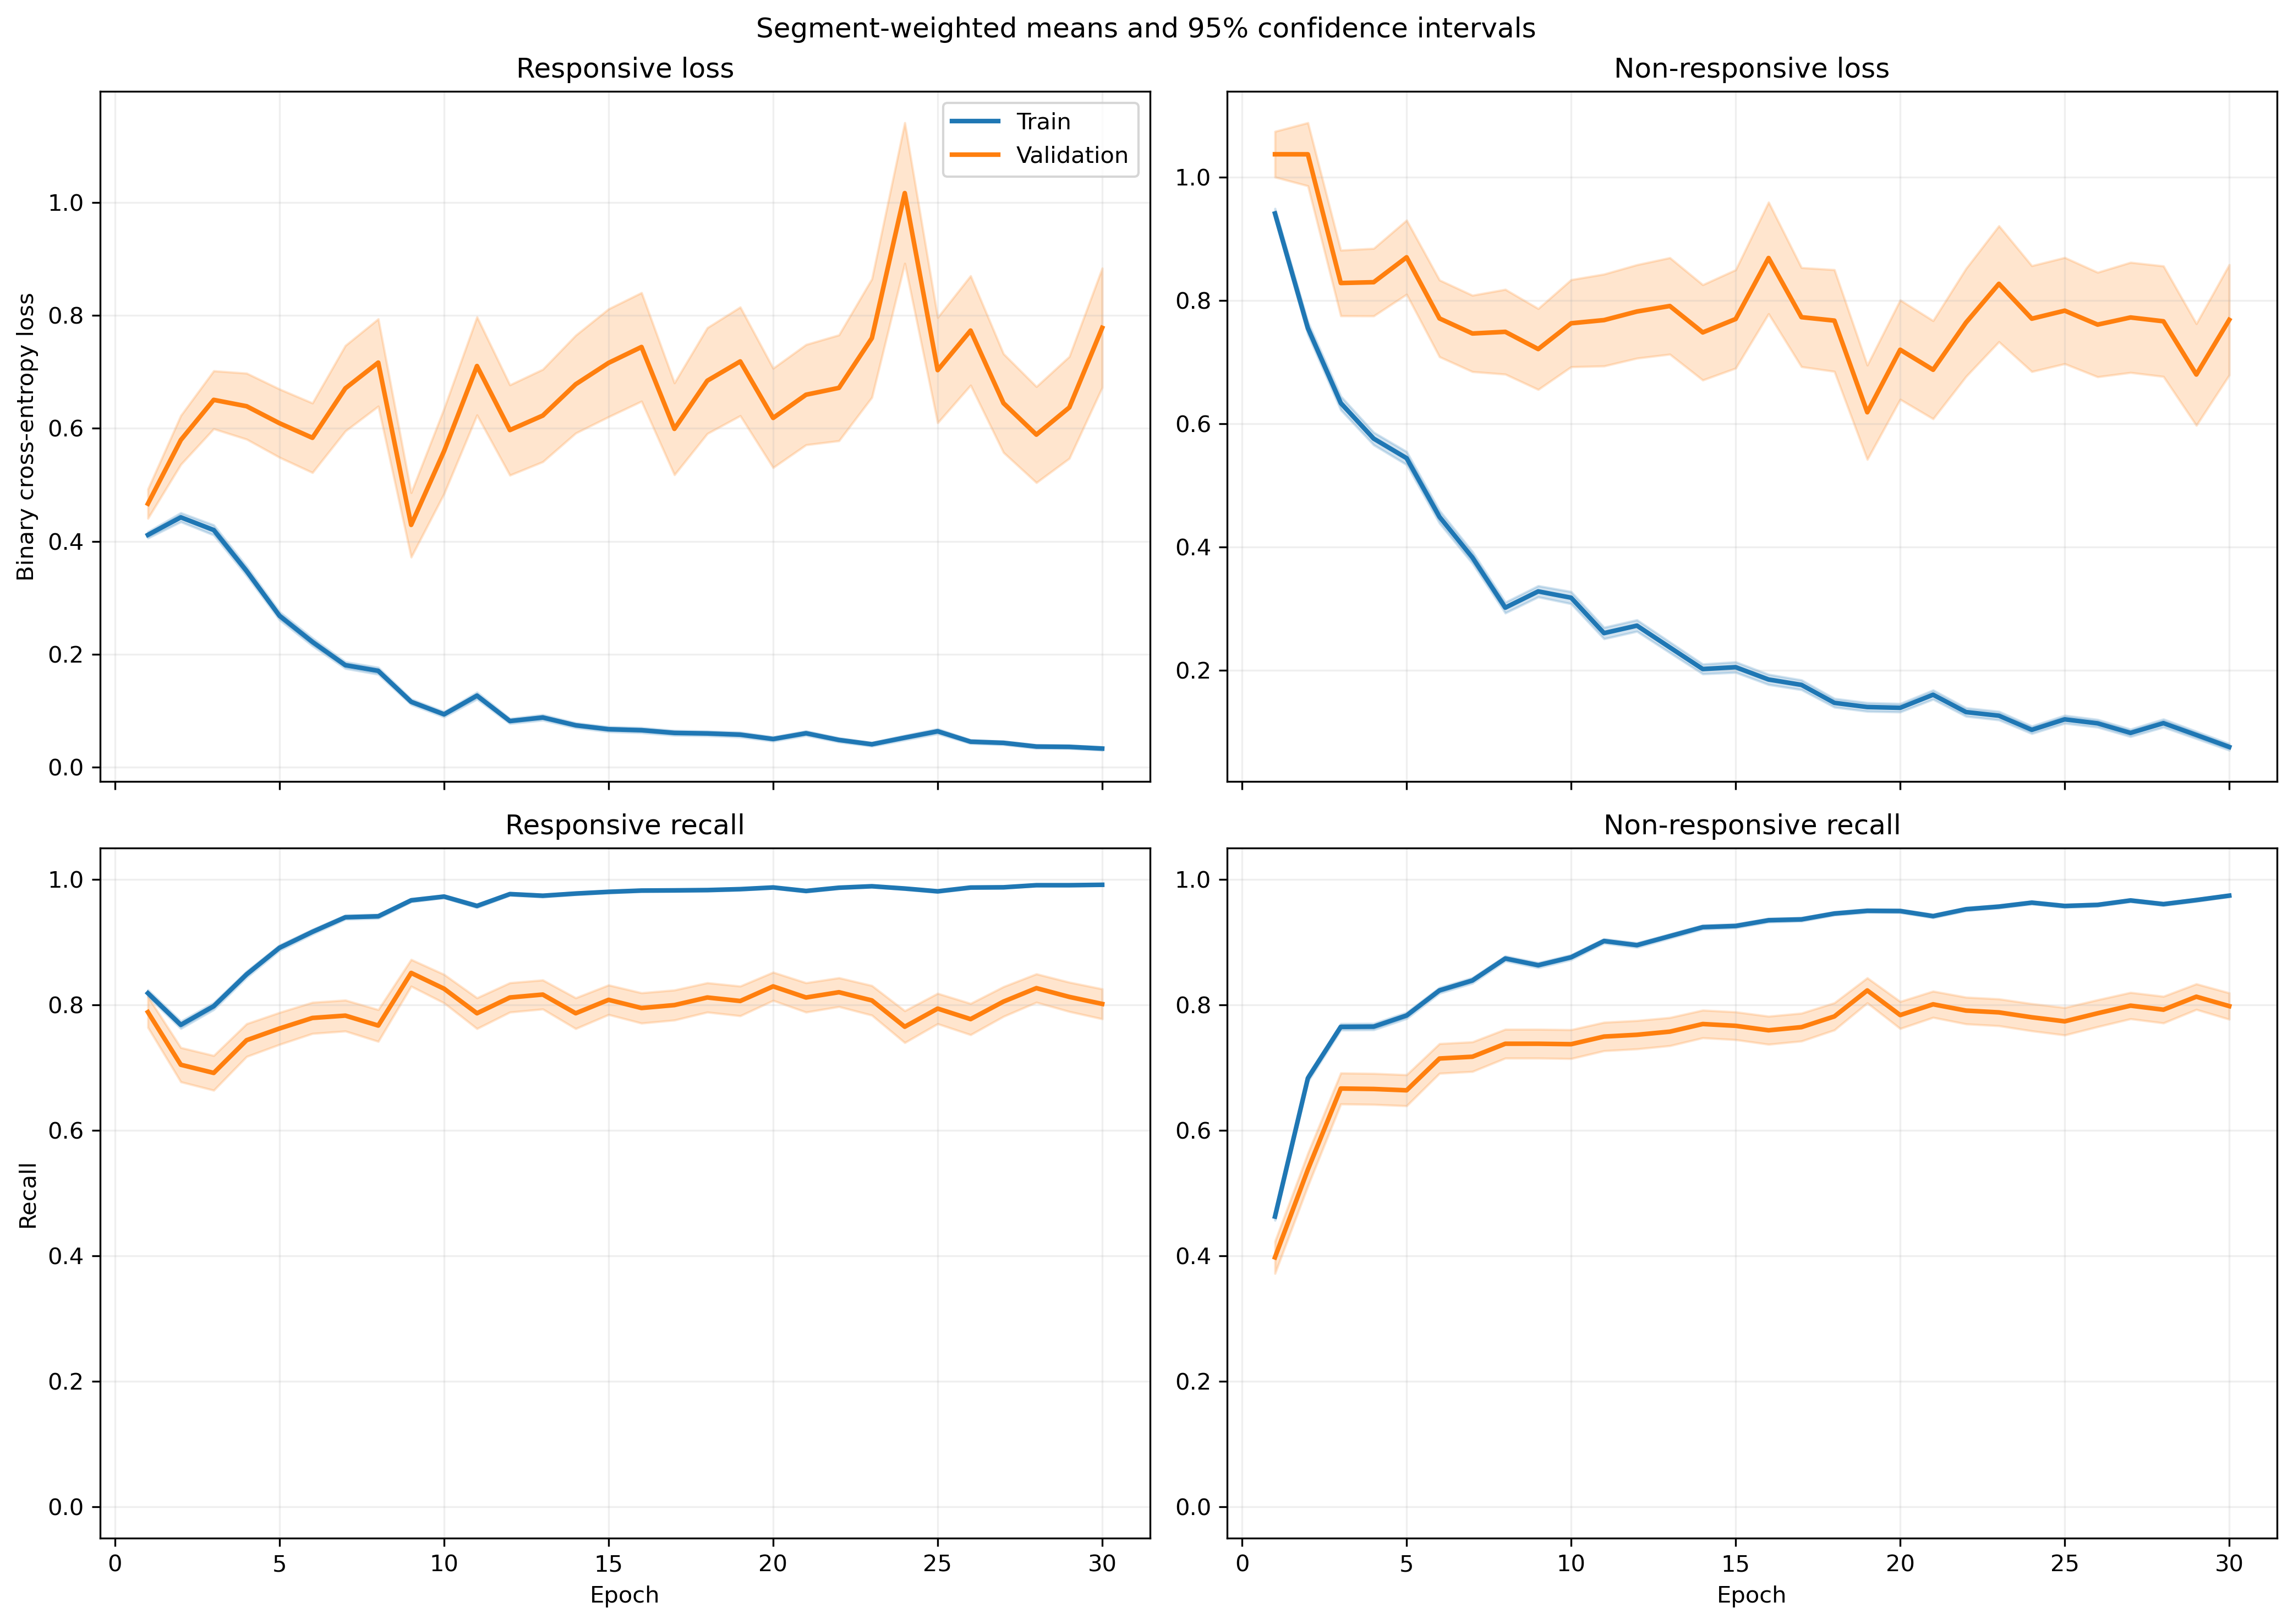 Segment-weighted means and 95% confidence intervals
Responsive loss
Non-responsive loss
Train
Validation
Binary cross-entropy loss
1.0
0.8
0.6
0.4
0.2
0.0
1.0
0.8
0.6
0.4
0.2
Responsive recall
Non-responsive recall
Recall
1.0
0.8
0.6
0.4
0.2
0.0
1.0
0.8
0.6
0.4
0.2
0.0
0 5 10 15 20 25 30
0 5 10 15 20 25 30
Epoch
Epoch